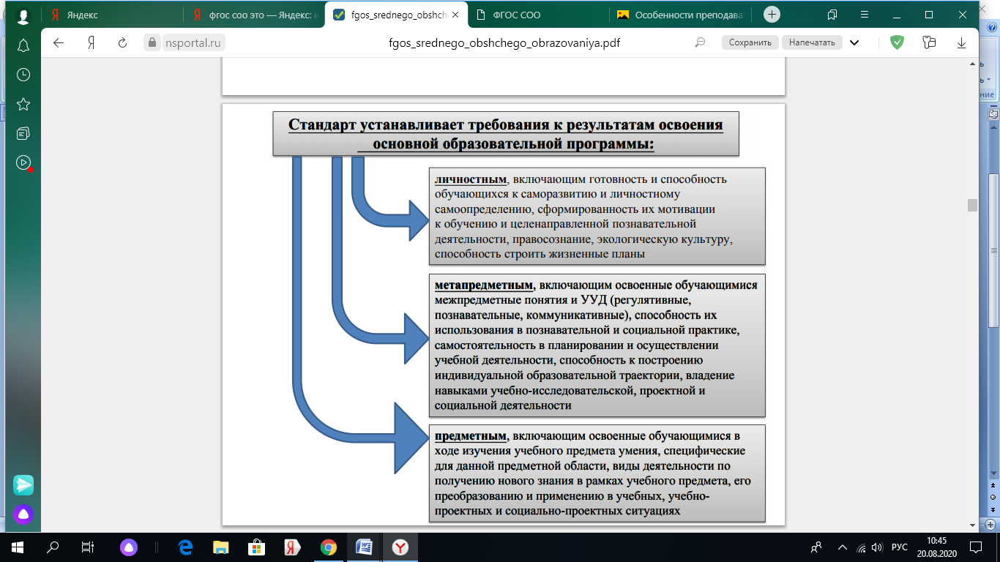 Яндекс
фгос соо это — Яндекс: н
fgos_srednego_obshch
ФГОС СОО
Особенности преподава
nsportal.ru
fgos_srednego_obshchego_obrazovaniya.pdf
Сохранить
Напечатать
Стандарт устанавливает требования к результатам освоения
основной образовательной программы:
личностным, включающим готовность и способность
обучающихся к саморазвитию и личностному
самоопределению, сформированность их мотивации
к обучению и целенаправленной познавательной
деятельности, правосознание, экологическую культуру,
способность строить жизненные планы
метапредметным, включающим освоенные обучающимися
межпредметные понятия и УУД (регулятивные,
познавательные, коммуникативные), способность их
использования в познавательной и социальной практике,
самостоятельность в планировании и осуществлении
учебной деятельности, способность к построению
индивидуальной образовательной траектории, владение
навыками учебно-исследовательской, проектной и
социальной деятельности
предметным, включающим освоенные обучающимися в
ходе изучения учебного предмета умения, специфические
для данной предметной области, виды деятельности по
получению нового знания в рамках учебного предмета, его
преобразованию и применению в учебных, учебно-
проектных и социально-проектных ситуациях
РУС
10:45
20.08.2020